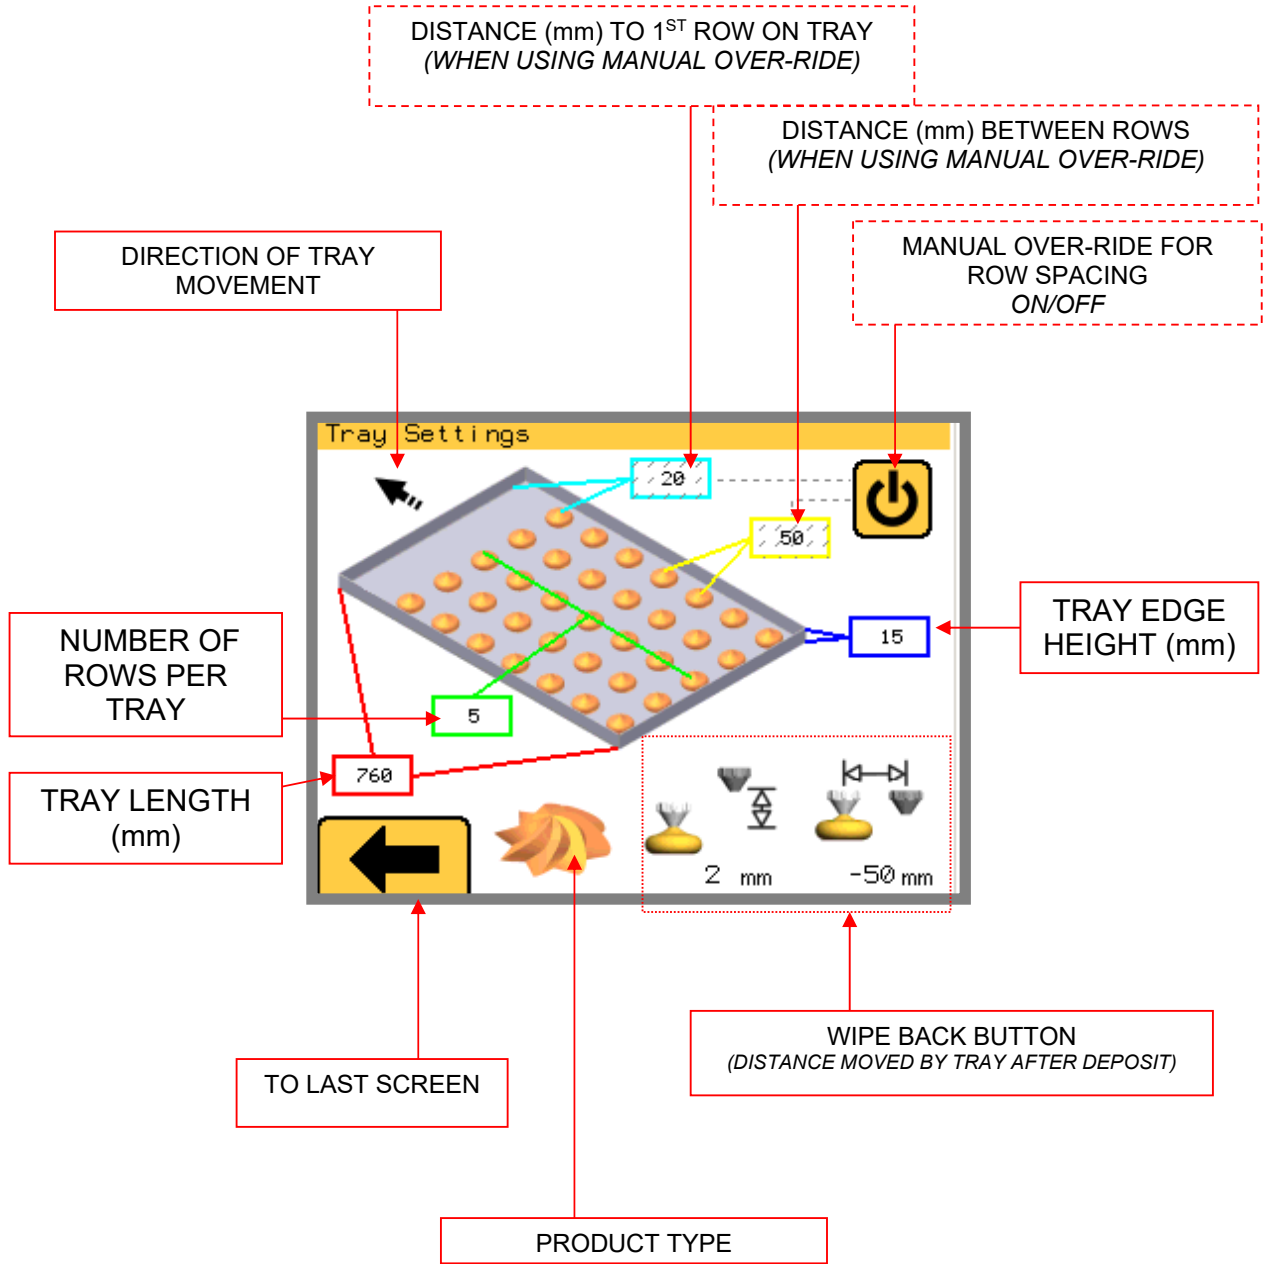 DISTANCE (mm) TO 1ST ROW ON TRAY
(WHEN USING MANUAL OVER-RIDE)
DISTANCE (mm) BETWEEN ROWS
(WHEN USING MANUAL OVER-RIDE)
MANUAL OVER-RIDE FOR
ROW SPACING
ON/OFF
DIRECTION OF TRAY
MOVEMENT
Tray Settings
20
50
15
TRAY EDGE
HEIGHT (mm)
NUMBER OF
ROWS PER
TRAY
5
760
TRAY LENGTH
(mm)
2 mm
-50 mm
WIPE BACK BUTTON
(DISTANCE MOVED BY TRAY AFTER DEPOSIT)
TO LAST SCREEN
PRODUCT TYPE